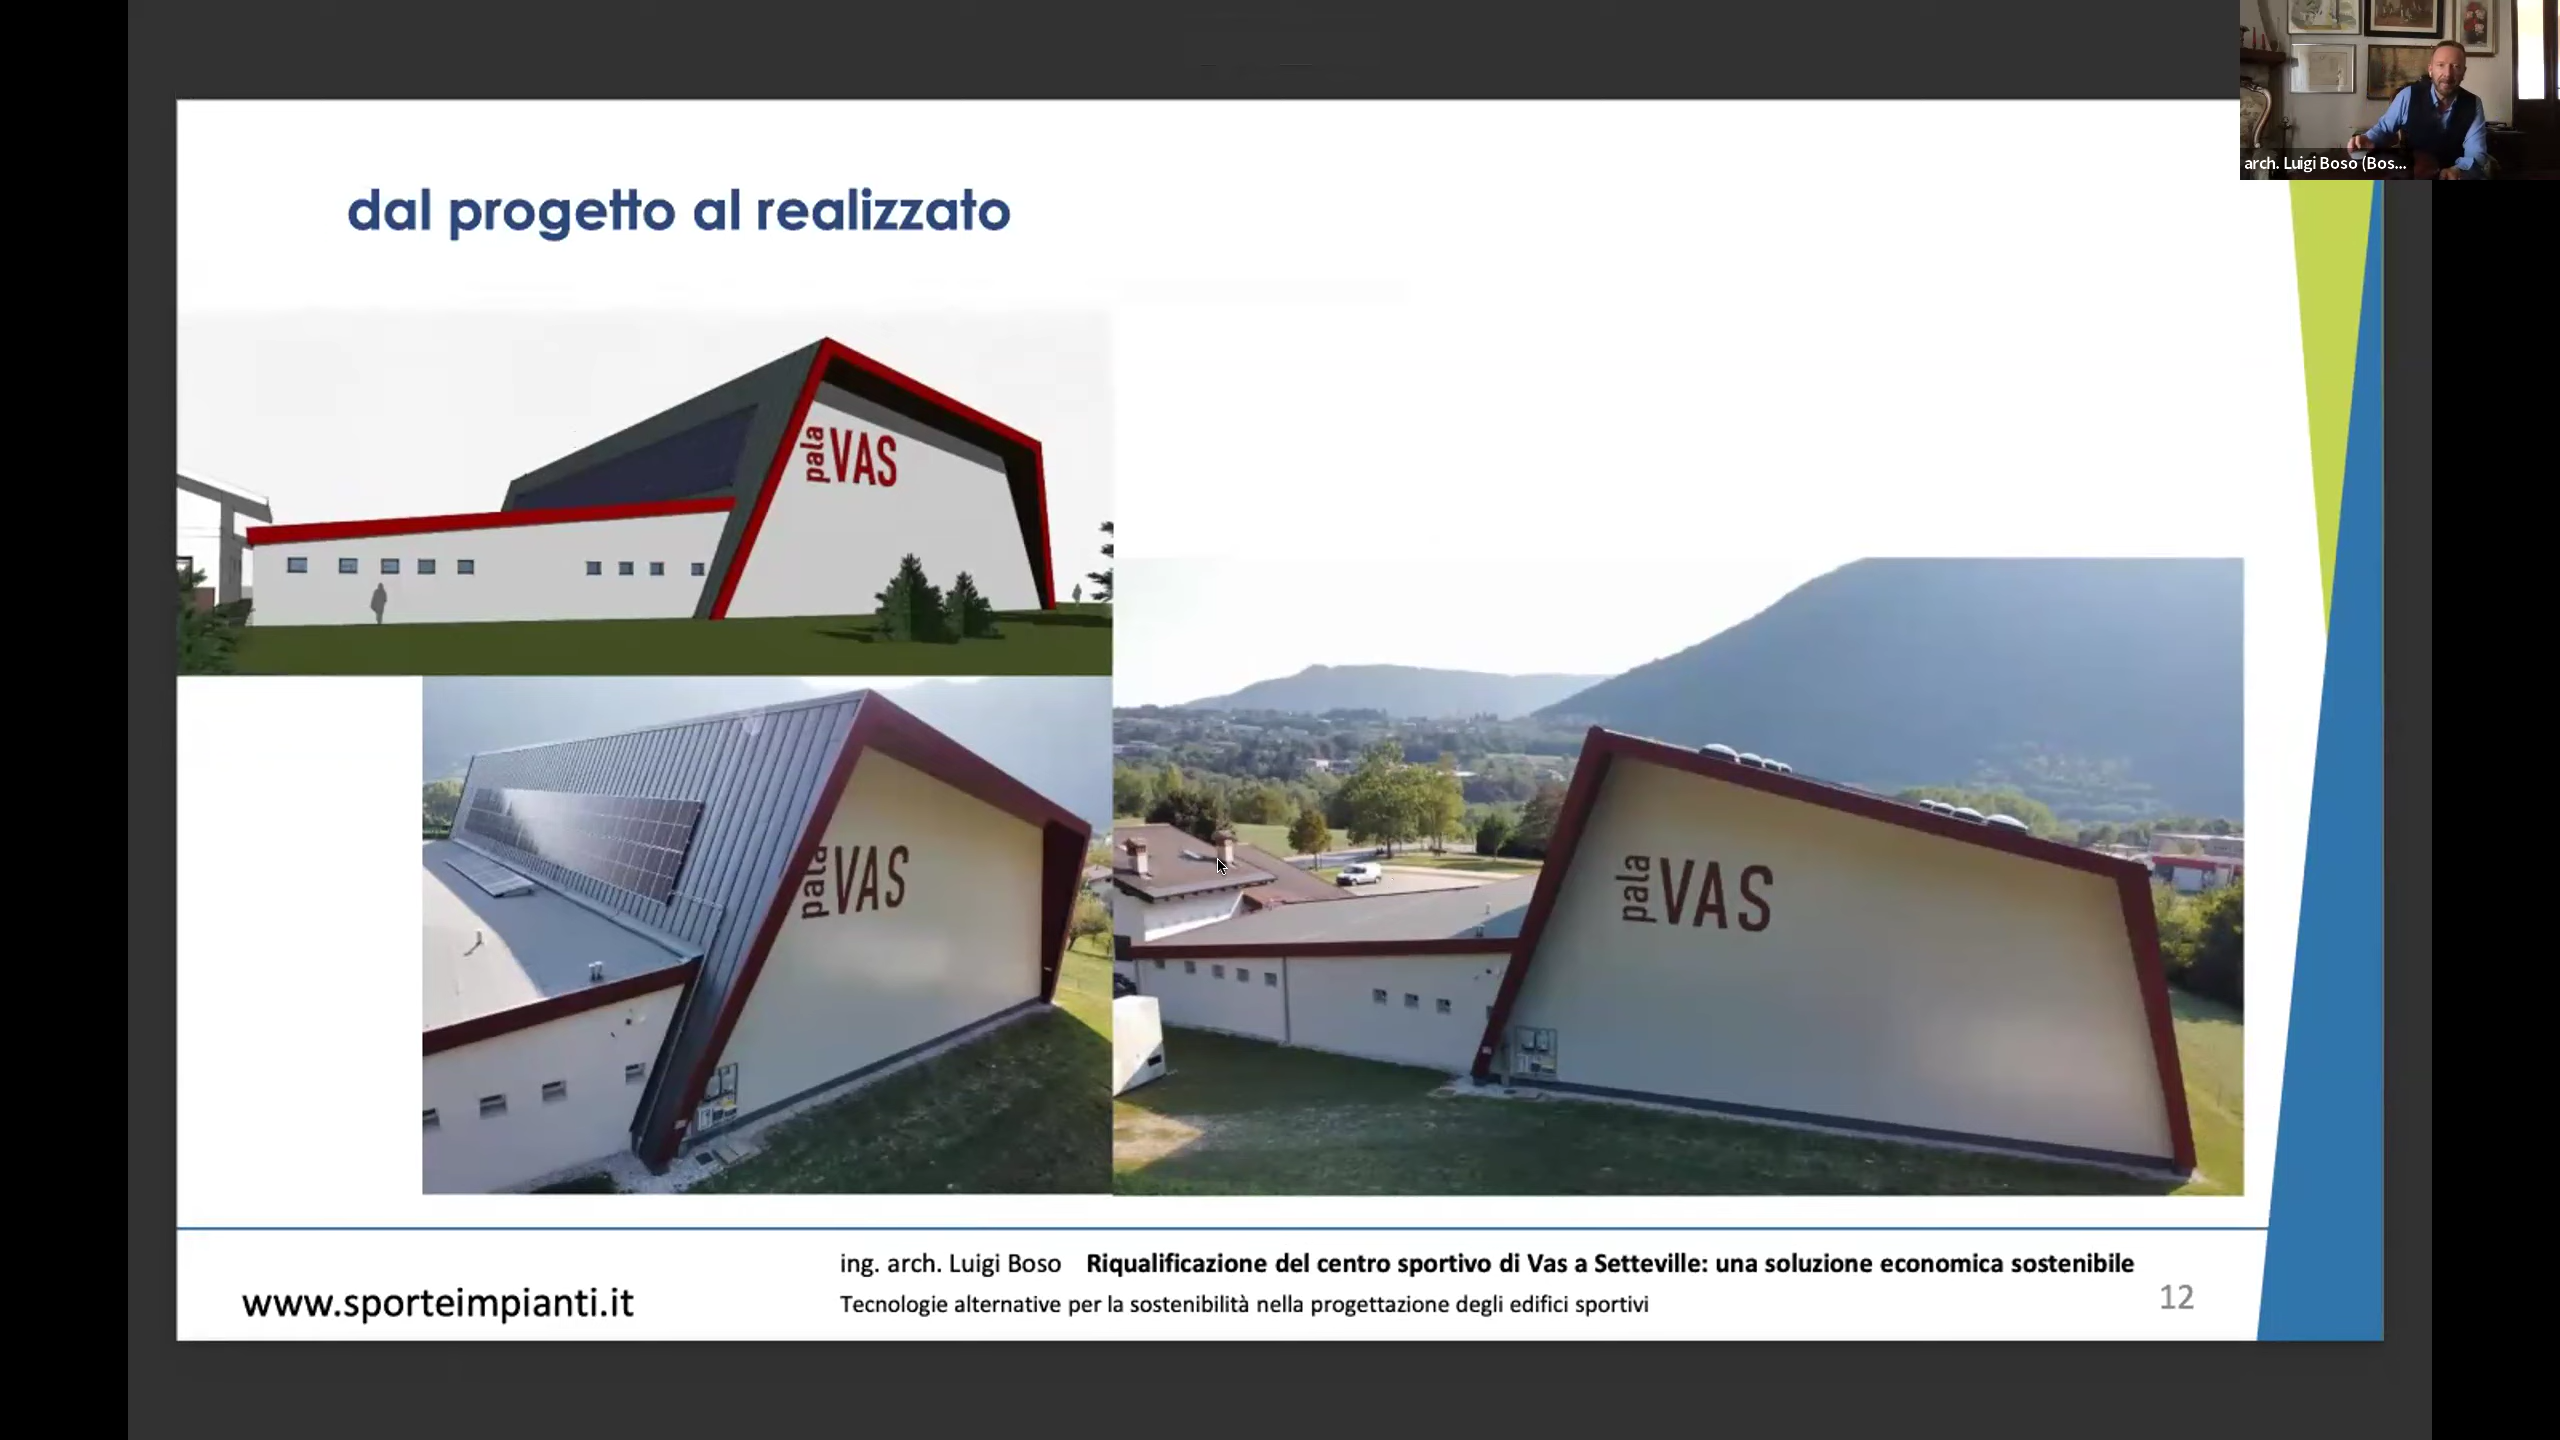 arch. Luigi Boso (Bos...
dal progetto al realizzato
pala VAS
pala VAS
pala VAS
ing. arch. Luigi Boso Riqualificazione del centro sportivo di Vas a Setteville: una soluzione economica sostenibile
www.sporteimpianti.it
Tecnologie alternative per la sostenibilità nella progettazione degli edifici sportivi
12